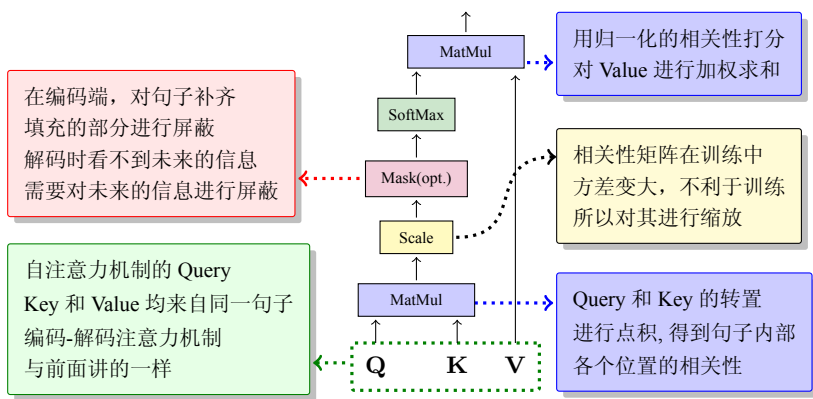 MatMul
用归一化的相关性打分
对 Value 进行加权求和
在编码端，对句子补齐
填充的部分进行屏蔽
解码时看不到未来的信息
需要对未来的信息进行屏蔽
SoftMax
Mask(opt.)
相关性矩阵在训练中
方差变大，不利于训练
所以对其进行缩放
Scale
自注意力机制的 Query
Key 和 Value 均来自同一句子
编码-解码注意力机制
与前面讲的一样
MatMul
Query 和 Key 的转置
进行点积, 得到句子内部
各个位置的相关性
Q K V